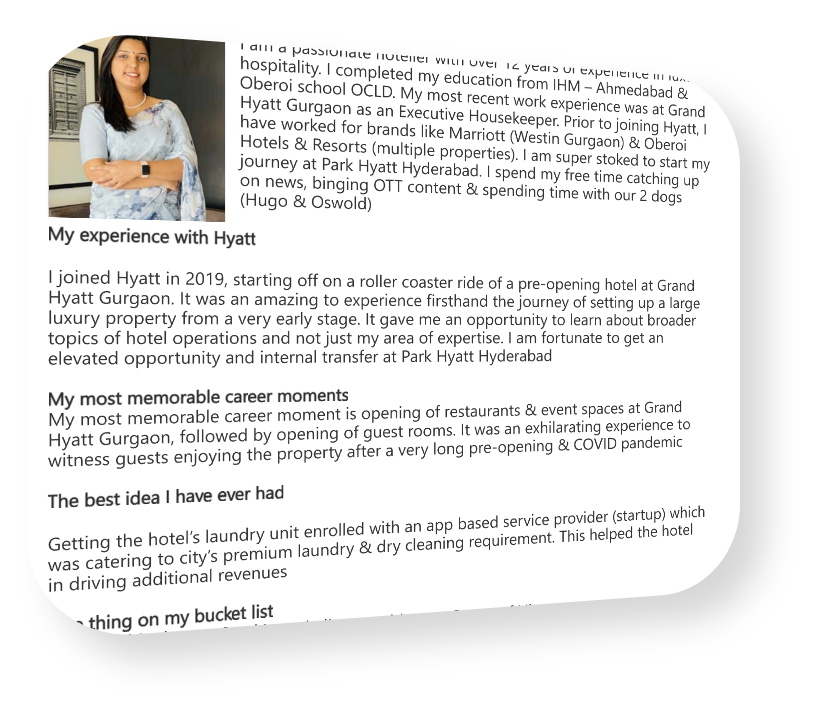 I am a passionate hotelier with over 12 years of experience in
hospitality. I completed my education from IHM – Ahmedabad &
Oberoi school OCLD. My most recent work experience was at Grand
Hyatt Gurgaon as an Executive Housekeeper. Prior to joining Hyatt, I
have worked for brands like Marriott (Westin Gurgaon) & Oberoi
Hotels & Resorts (multiple properties). I am super stoked to start my
journey at Park Hyatt Hyderabad. I spend my free time catching up
on news, binging OTT content & spending time with our 2 dogs
(Hugo & Oswold)
My experience with Hyatt
I joined Hyatt in 2019, starting off on a roller coaster ride of a pre-opening hotel at Grand
Hyatt Gurgaon. It was an amazing to experience firsthand the journey of setting up a large
luxury property from a very early stage. It gave me an opportunity to learn about broader
topics of hotel operations and not just my area of expertise. I am fortunate to get an
elevated opportunity and internal transfer at Park Hyatt Hyderabad
My most memorable career moments
My most memorable career moment is opening of restaurants & event spaces at Grand
Hyatt Gurgaon, followed by opening of guest rooms. It was an exhilarating experience to
witness guests enjoying the property after a very long pre-opening & COVID pandemic
The best idea I have ever had
Getting the hotel's laundry unit enrolled with an app based service provider (startup) which
was catering to city's premium laundry & dry cleaning requirement. This helped the hotel
in driving additional revenues
thing on my bucket list